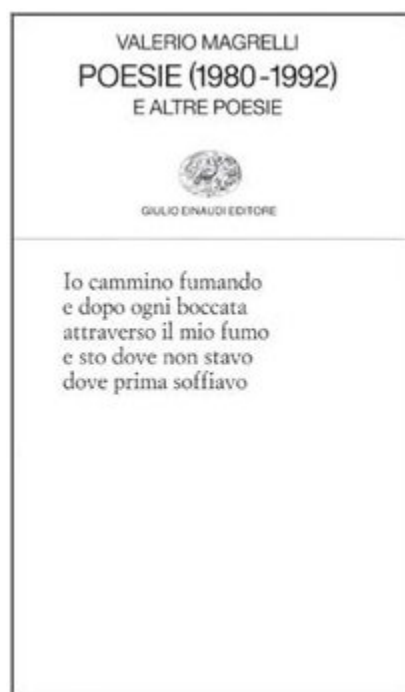 VALERIO MAGRELLI
POESIE (1980-1992)
E ALTRE POESIE
GIULIO EINAUDI EDITORE
Io cammino fumando
e dopo ogni boccata
attraverso il mio fumo
e sto dove non stavo
dove prima soffiavo